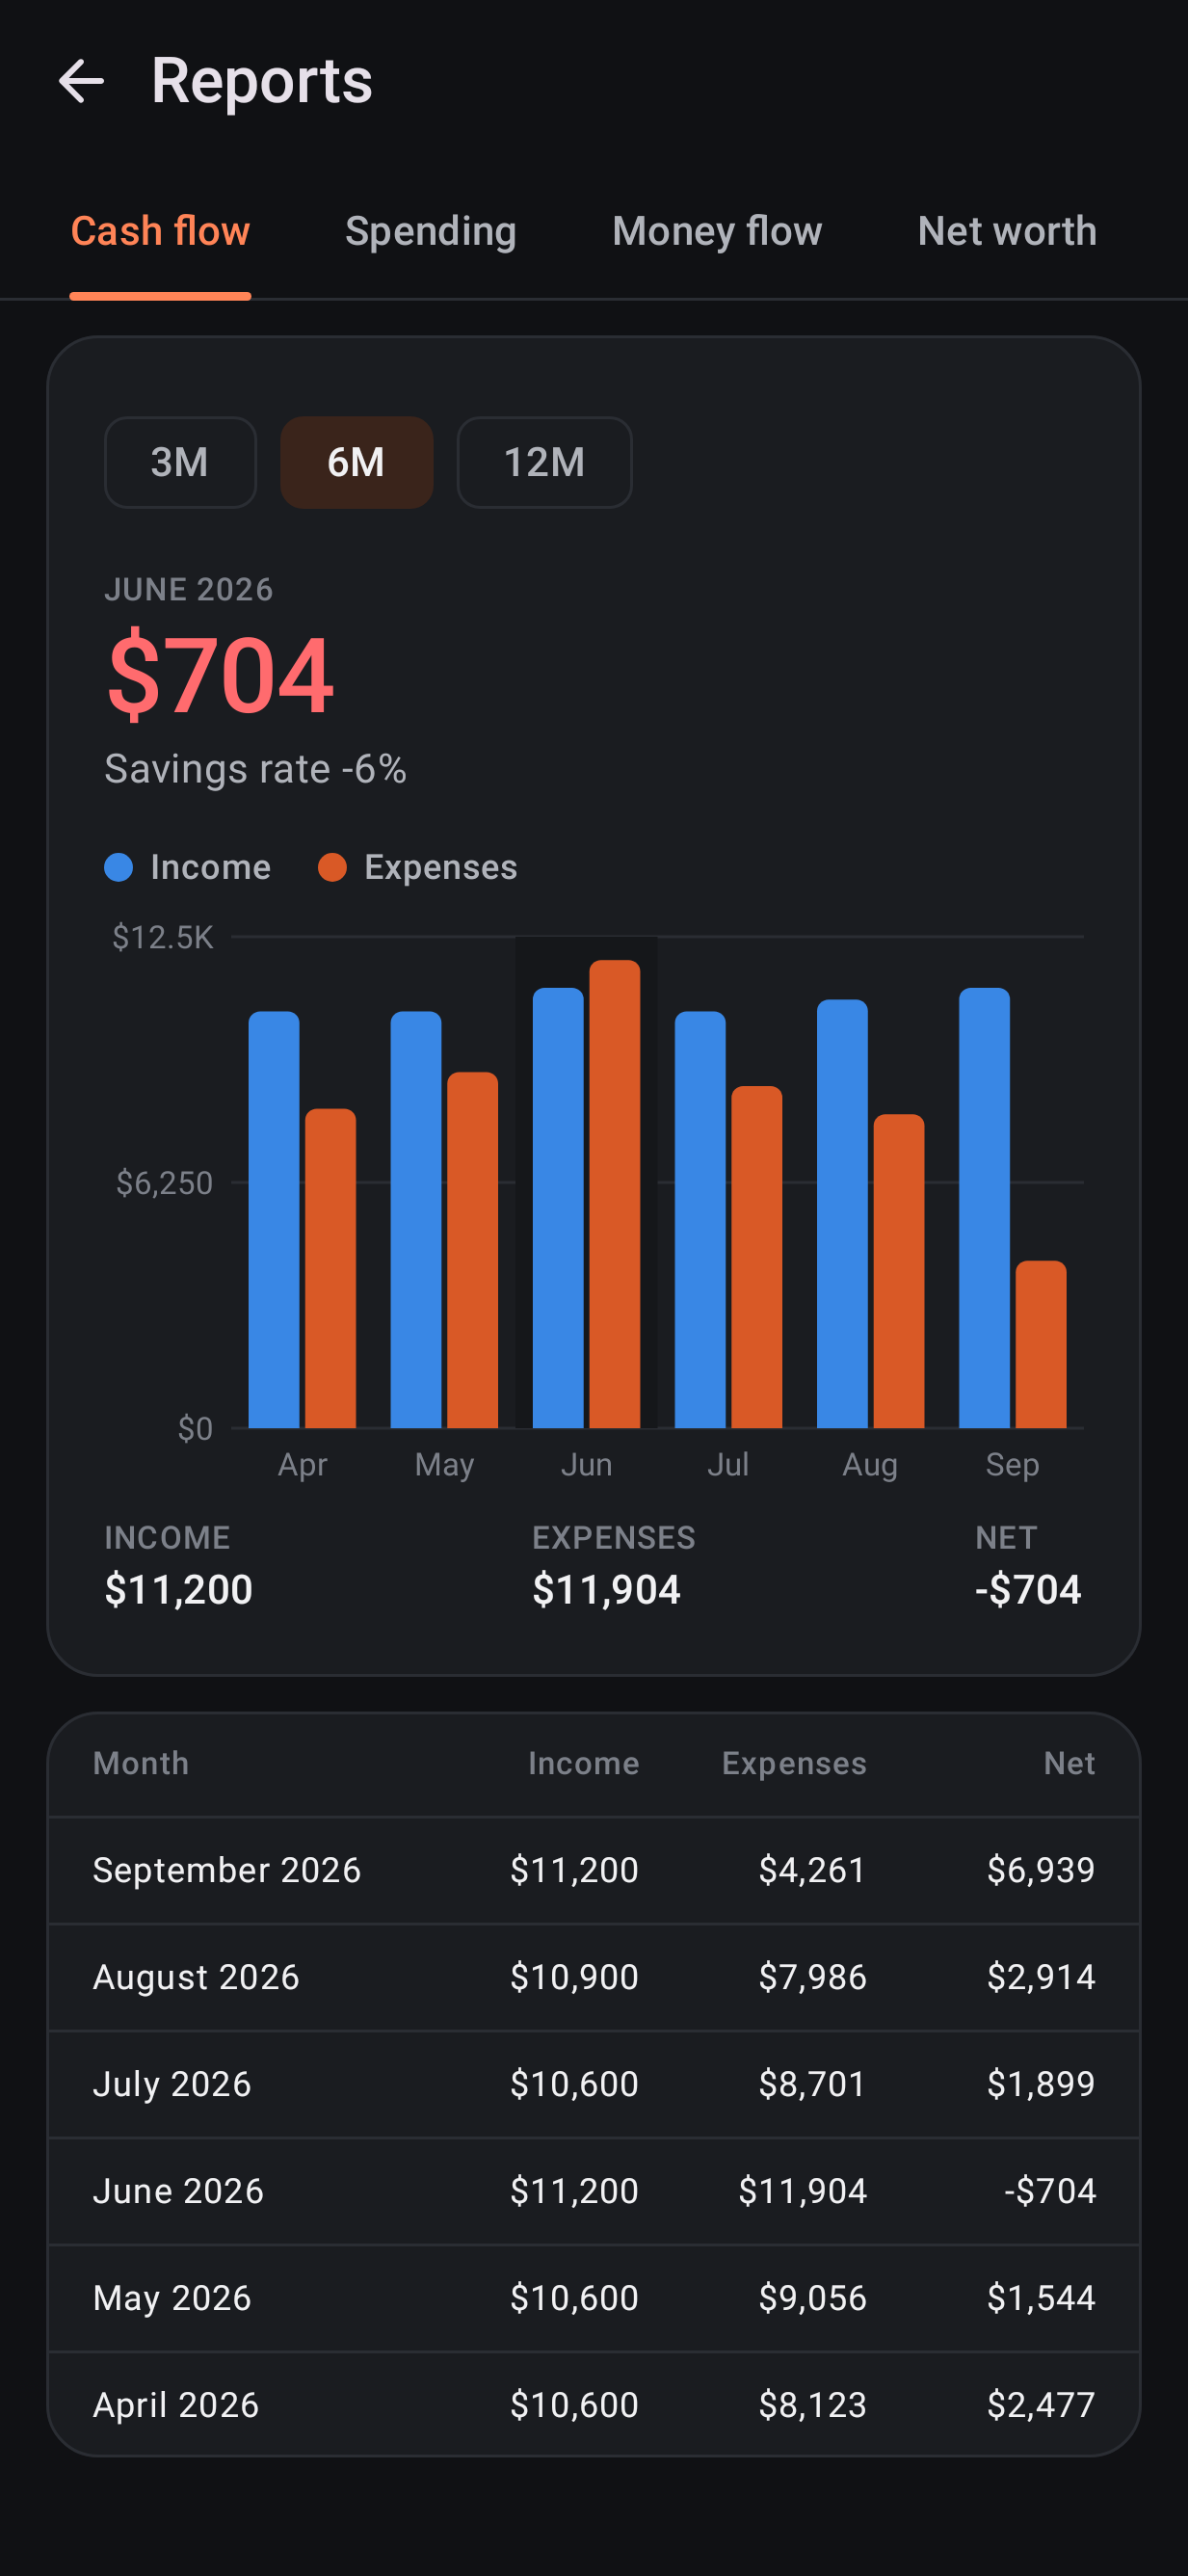 Reports
Cash flow Spending Money flow Net worth
3M 6M 12M
JUNE 2026
$704
Savings rate -6%
Income Expenses
$12.5K
$6,250
$0
Apr May Jun Jul Aug Sep
INCOME EXPENSES NET
$11,200 $11,904 -$704
Month Income Expenses Net
September 2026 $11,200 $4,261 $6,939
August 2026 $10,900 $7,986 $2,914
July 2026 $10,600 $8,701 $1,899
June 2026 $11,200 $11,904 -$704
May 2026 $10,600 $9,056 $1,544
April 2026 $10,600 $8,123 $2,477